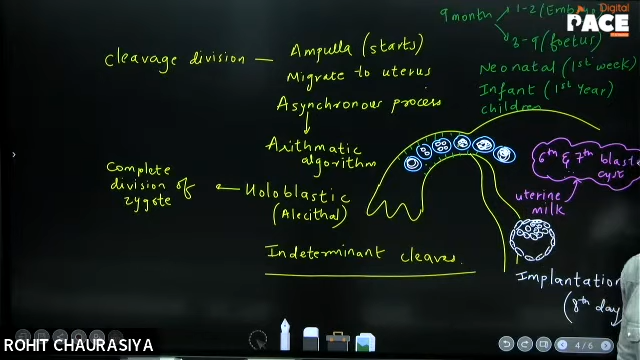 Digital
PACE
9 month
1-2 (Embryo
3-9 (foetus)
Neonatal (1st week)
Infant (1st year)
children
cleavage division — Ampulla (starts)
Migrate to uterus
Asynchronous process
Arithmatic
algorithm
Complete
division of
zygote
Holoblastic
(Alecithal)
Indeterminant cleavas.
6th & 7th blasto
cyst
uterine
milk
Implantation
(8th day
ROHIT CHAURASIYA
4/6